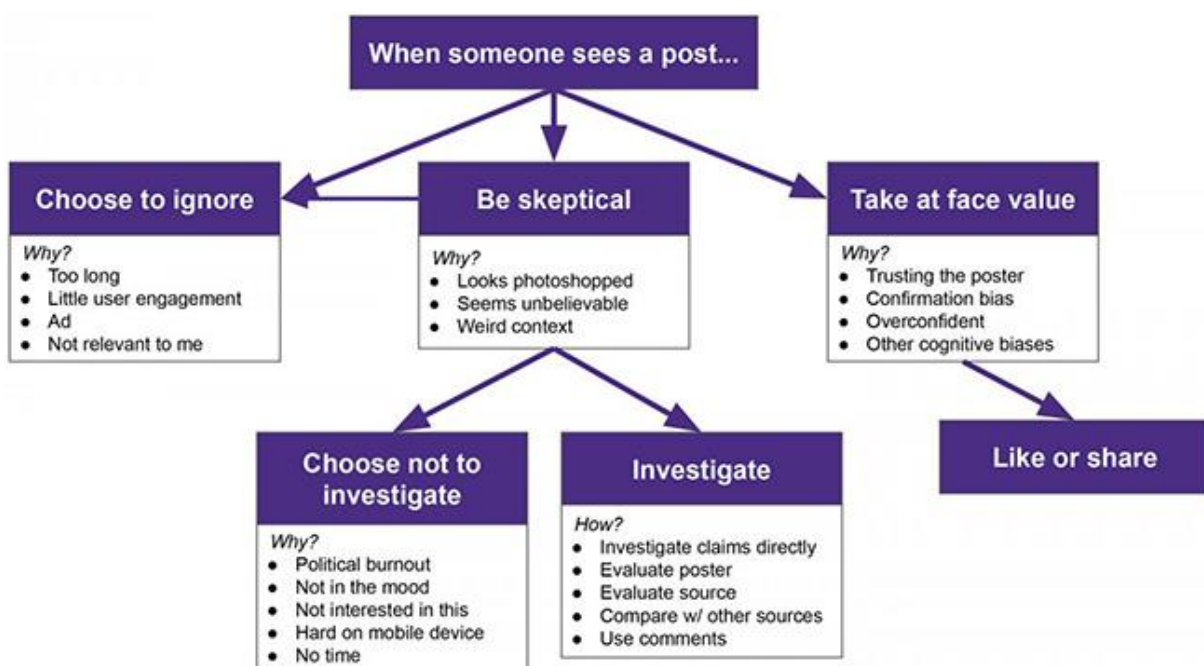 When someone sees a post...
Choose to ignore
Why?
● Too long
● Little user engagement
● Ad
● Not relevant to me
Be skeptical
Why?
● Looks photoshopped
● Seems unbelievable
● Weird context
Take at face value
Why?
● Trusting the poster
● Confirmation bias
● Overconfident
● Other cognitive biases
Choose not to
investigate
Why?
● Political burnout
● Not in the mood
● Not interested in this
● Hard on mobile device
● No time
Investigate
How?
● Investigate claims directly
● Evaluate poster
● Evaluate source
● Compare w/ other sources
● Use comments
Like or share